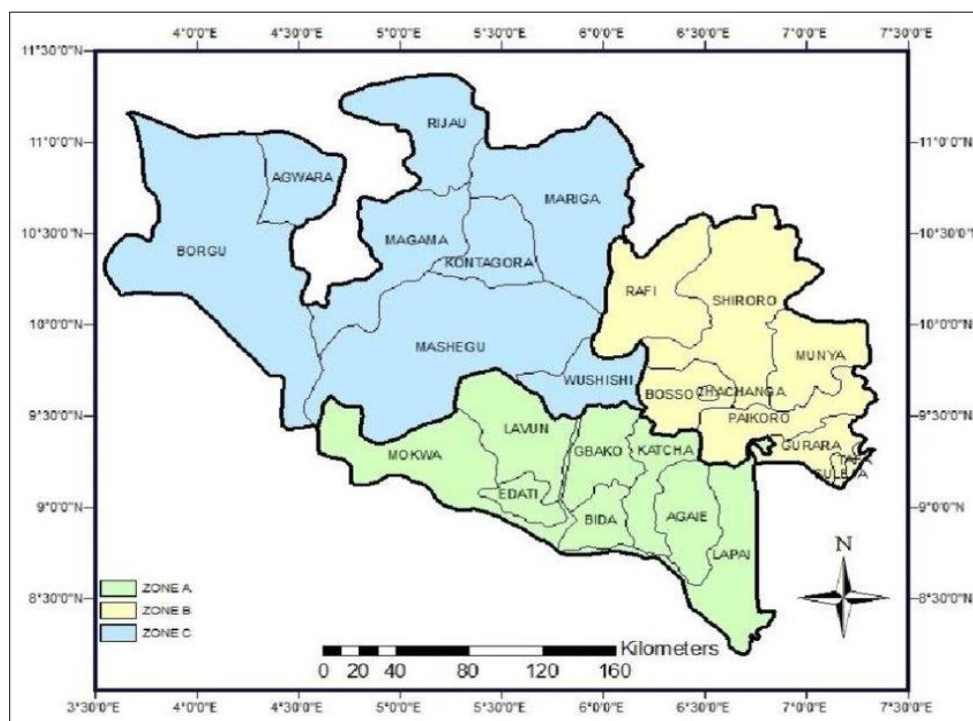 4°0'0"E 4°30'0"E 5°0'0"E 5°30'0"E 6°0'0"E 6°30'0"E 7°0'0"E 7°30'0"E
11°30'0"N 11°30'0"N
RIJAU
11°0'0"N 11°0'0"N
AGWARA
MARIGA
MAGAMA
10°30'0"N 10°30'0"N
BORGU
KONTAGORA
RAFI
SHIRORO
10°0'0"N 10°0'0"N
MASHEGU
MUNYA
WUSHISHI
BOSSO CHACHANGA
9°30'0"N 9°30'0"N
PAIKORO
LAVUN
MOKWA
GBAKO
KATCHA
GURARA
EDATI
9°0'0"N 9°0'0"N
BIDA
AGAIE
LAPAI
N
ZONE A
8°30'0"N 8°30'0"N
ZONE B
ZONE C
Kilometers
0 20 40 80 120 160
3°30'0"E 4°0'0"E 4°30'0"E 5°0'0"E 5°30'0"E 6°0'0"E 6°30'0"E 7°0'0"E 7°30'0"E